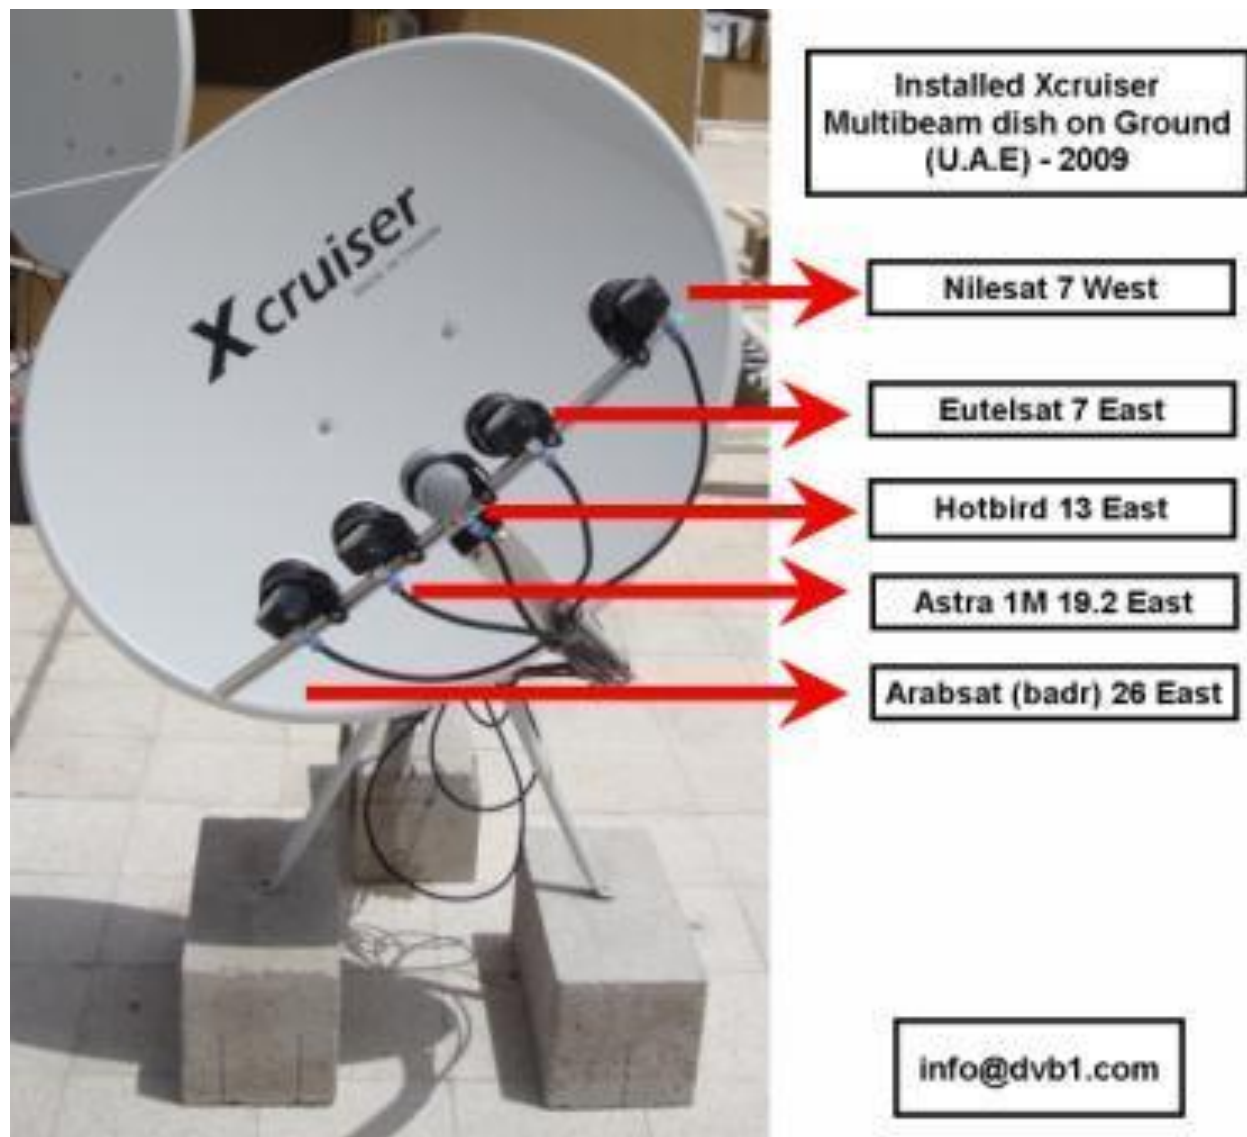 Installed Xcruiser
Multibeam dish on Ground
(U.A.E) - 2009
X cruiser
Nilesat 7 West
Eutelsat 7 East
Hotbird 13 East
Astra 1M 19.2 East
Arabsat (badr) 26 East
info@dvb1.com